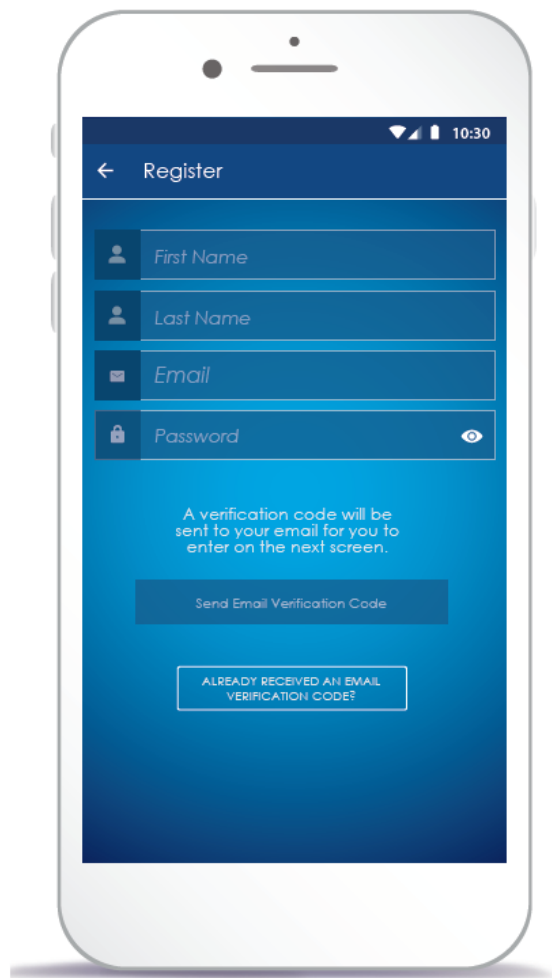 10:30
Register
First Name
Last Name
Email
Password
A verification code will be
sent to your email for you to
enter on the next screen.
Send Email Verification Code
ALREADY RECEIVED AN EMAIL
VERIFICATION CODE?